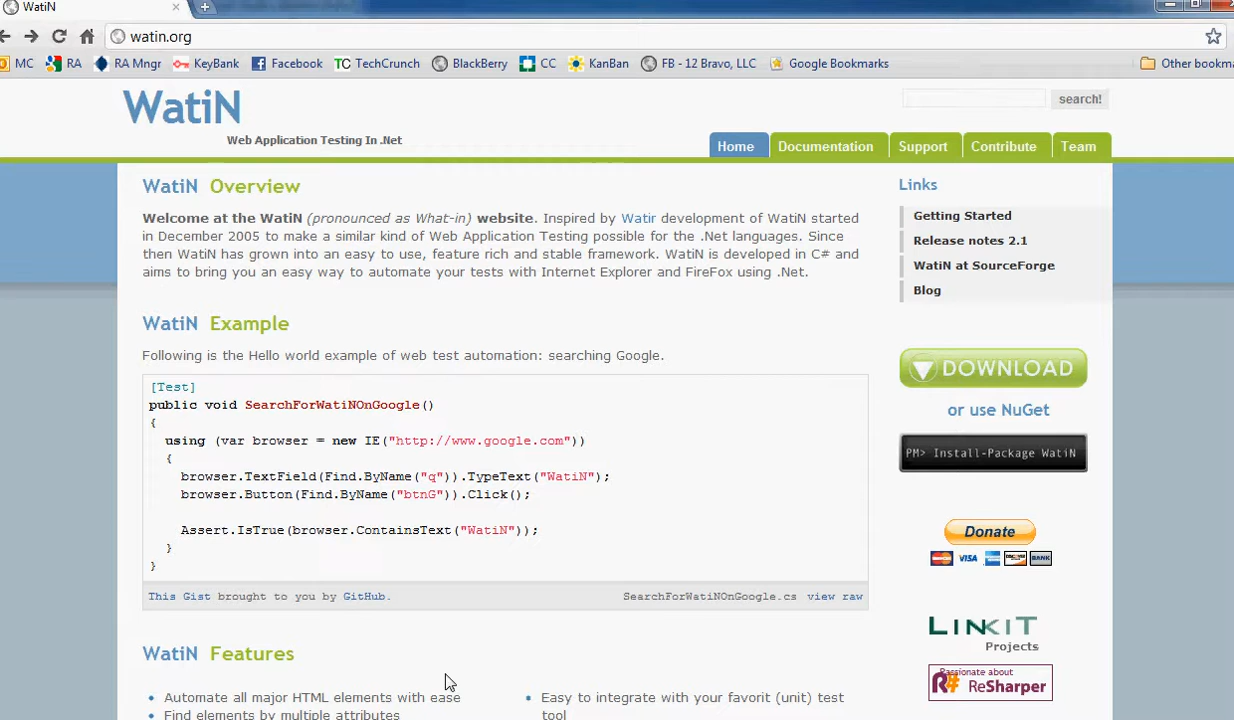 WatiN
watin.org
MC RA RA Mngr KeyBank Facebook TechCrunch BlackBerry CC KanBan FB - 12 Bravo, LLC Google Bookmarks Other bookma
WatiN
search!
Web Application Testing In .Net
Home Documentation Support Contribute Team
WatiN Overview
Welcome at the WatiN (pronounced as What-in) website. Inspired by Watir development of WatiN started
in December 2005 to make a similar kind of Web Application Testing possible for the .Net languages. Since
then WatiN has grown into an easy to use, feature rich and stable framework. WatiN is developed in C# and
aims to bring you an easy way to automate your tests with Internet Explorer and FireFox using .Net.
WatiN Example
Following is the Hello world example of web test automation: searching Google.
[Test]
public void SearchForWatiNOnGoogle()
{
using (var browser = new IE("http://www.google.com"))
{
browser.TextField(Find.ByName("q")).TypeText("WatiN");
browser.Button(Find.ByName("btnG")).Click();
Assert.IsTrue(browser.ContainsText("WatiN"));
}
}
This Gist brought to you by GitHub. SearchForWatiNOnGoogle.cs view raw
WatiN Features
Automate all major HTML elements with ease
Find elements by multiple attributes
Easy to integrate with your favorit (unit) test
tool
Links
Getting Started
Release notes 2.1
WatiN at SourceForge
Blog
DOWNLOAD
or use NuGet
PM> Install-Package WatiN
Donate
MasterCard VISA DISCOVER BANK
LINKIT
Projects
Passionate about
R# ReSharper